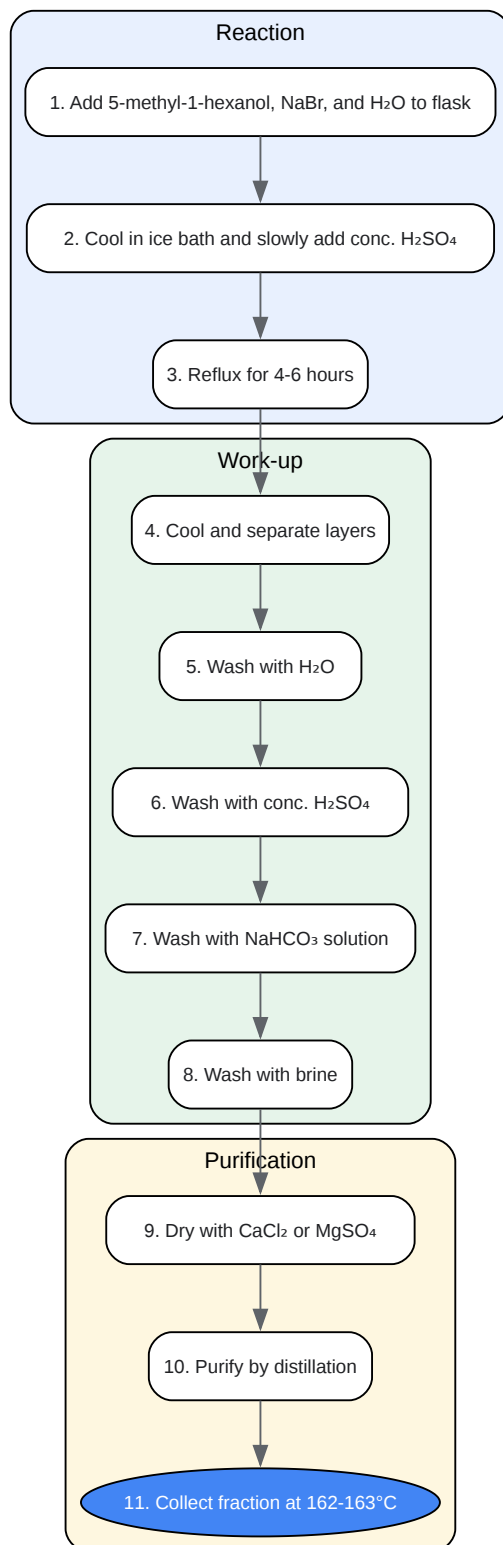 Reaction
1. Add 5-methyl-1-hexanol, NaBr, and H₂O to flask
2. Cool in ice bath and slowly add conc. H₂SO₄
3. Reflux for 4-6 hours
Work-up
4. Cool and separate layers
5. Wash with H₂O
6. Wash with conc. H₂SO₄
7. Wash with NaHCO₃ solution
8. Wash with brine
Purification
9. Dry with CaCl₂ or MgSO₄
10. Purify by distillation
11. Collect fraction at 162-163°C